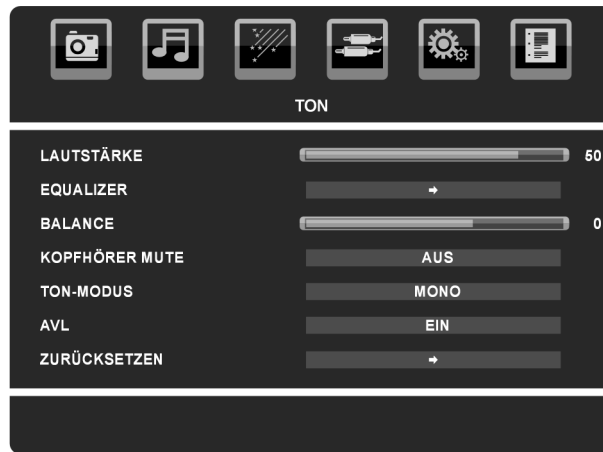 TON
LAUTSTÄRKE 50
EQUALIZER
BALANCE 0
KOPFHÖRER MUTE AUS
TON-MODUS MONO
AVL EIN
ZURÜCKSETZEN